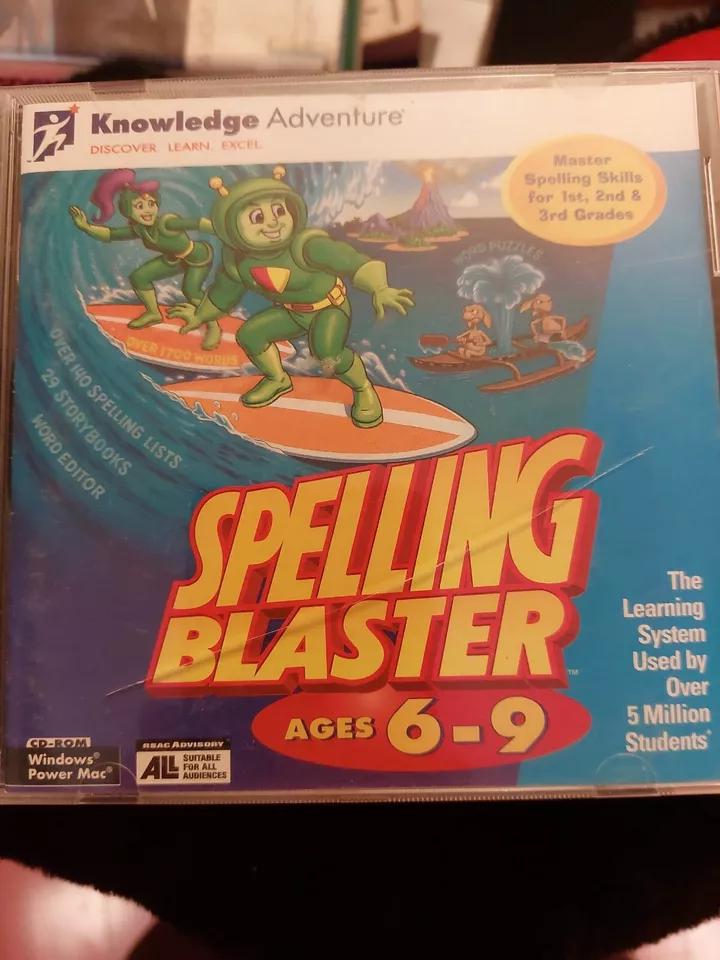 Knowledge Adventure®
DISCOVER. LEARN. EXCEL.
Master
Spelling Skills
for 1st, 2nd &
3rd Grades
WORD PUZZLES
OVER 1700 WORDS
OVER 140 SPELLING LISTS
29 STORYBOOKS
WORD EDITOR
SPELLING
BLASTER™
AGES 6-9
The
Learning
System
Used by
Over
5 Million
Students*
CD-ROM
Windows®
Power Mac®
RSAC ADVISORY
ALL SUITABLE
FOR ALL
AUDIENCES